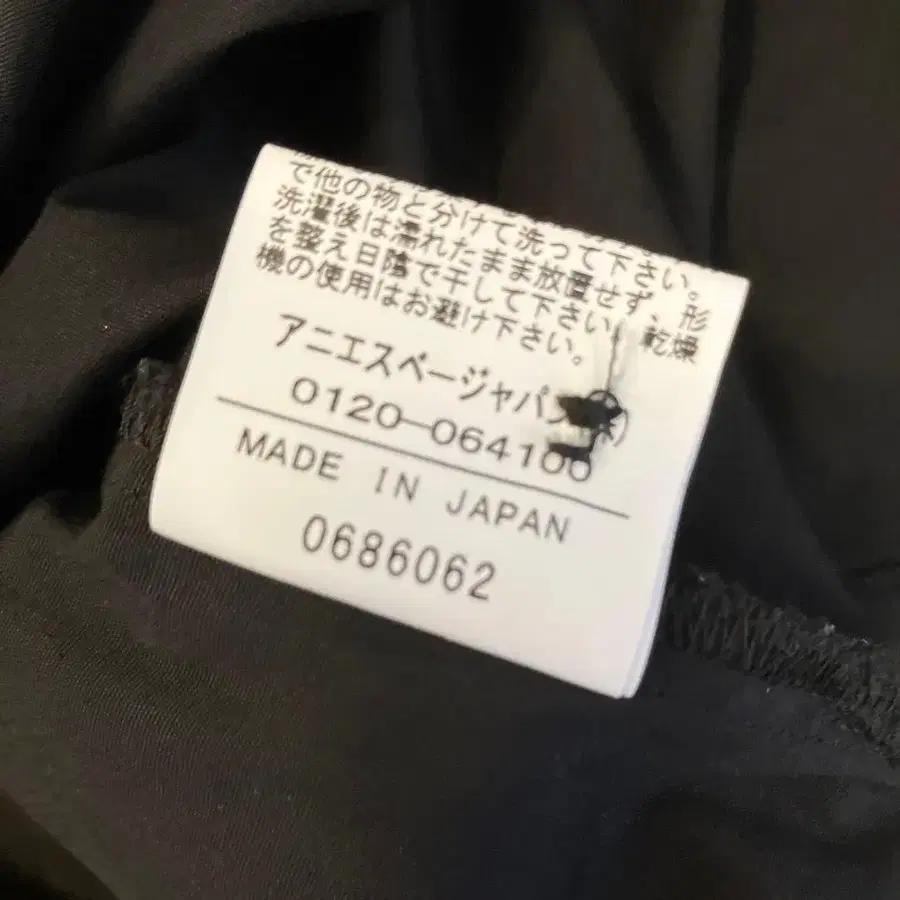 で他の物と分けて洗って下さい。
洗濯後は濡れたまま放置せず、形
を整え日陰で干して下さい。乾燥
機の使用はお避け下さい。
アニエスベージャパン(株)
0120-064100
MADE IN JAPAN
0686062